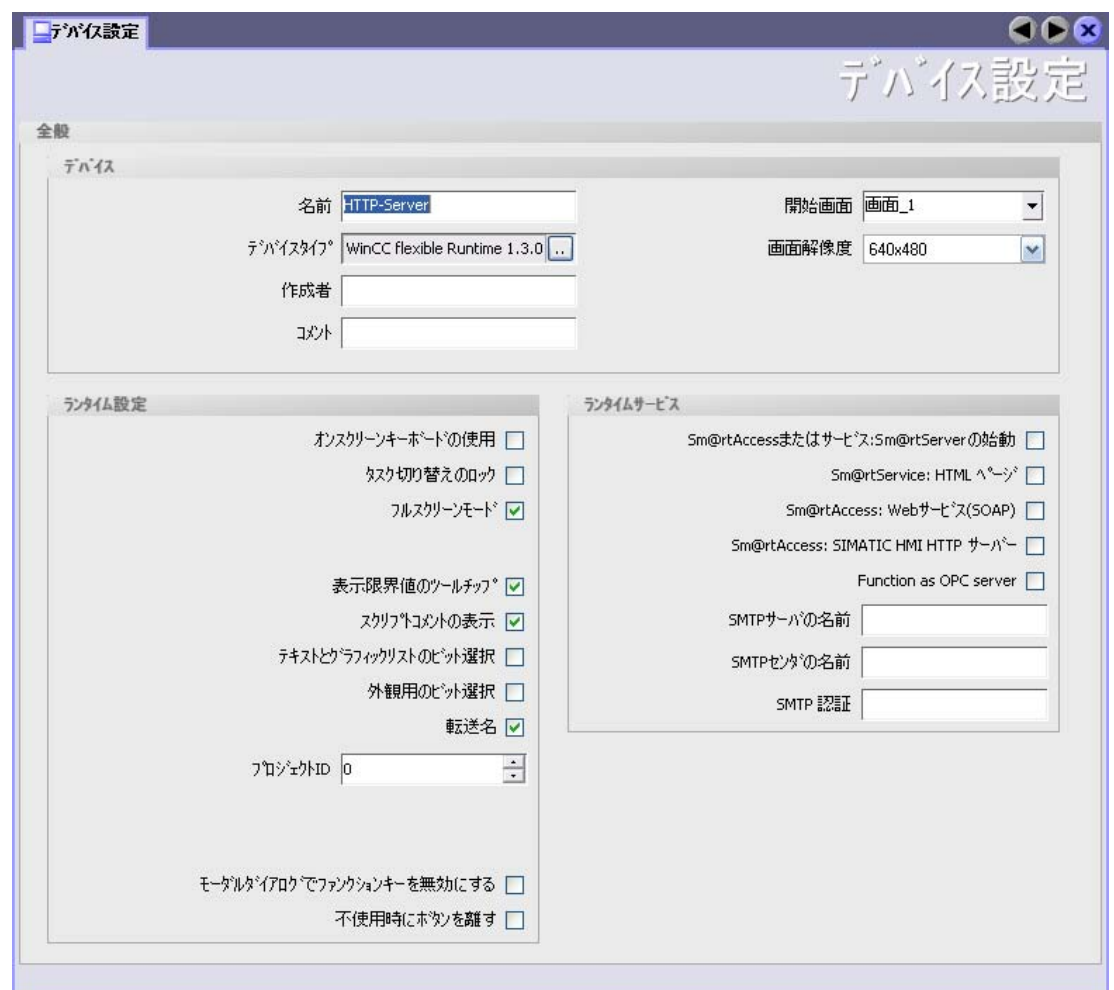 デバイス設定
デバイス設定
全般
デバイス
名前 HTTP-Server
開始画面 画面_1
デバイスタイプ WinCC flexible Runtime 1.3.0 ..
画面解像度 640x480
作成者
コメント
ランタイム設定
オンスクリーンキーボードの使用
タスク切り替えのロック
フルスクリーンモード
表示限界値のツールチップ
スクリプトコメントの表示
テキストとグラフィックリストのビット選択
外観用のビット選択
転送名
プロジェクトID 0
モーダルダイアログでファンクションキーを無効にする
不使用時にボタンを離す
ランタイムサービス
Sm@rtAccessまたはサービス:Sm@rtServerの始動
Sm@rtService: HTML ページ
Sm@rtAccess: Webサービス(SOAP)
Sm@rtAccess: SIMATIC HMI HTTP サーバー
Function as OPC server
SMTPサーバの名前
SMTPセンダの名前
SMTP 認証